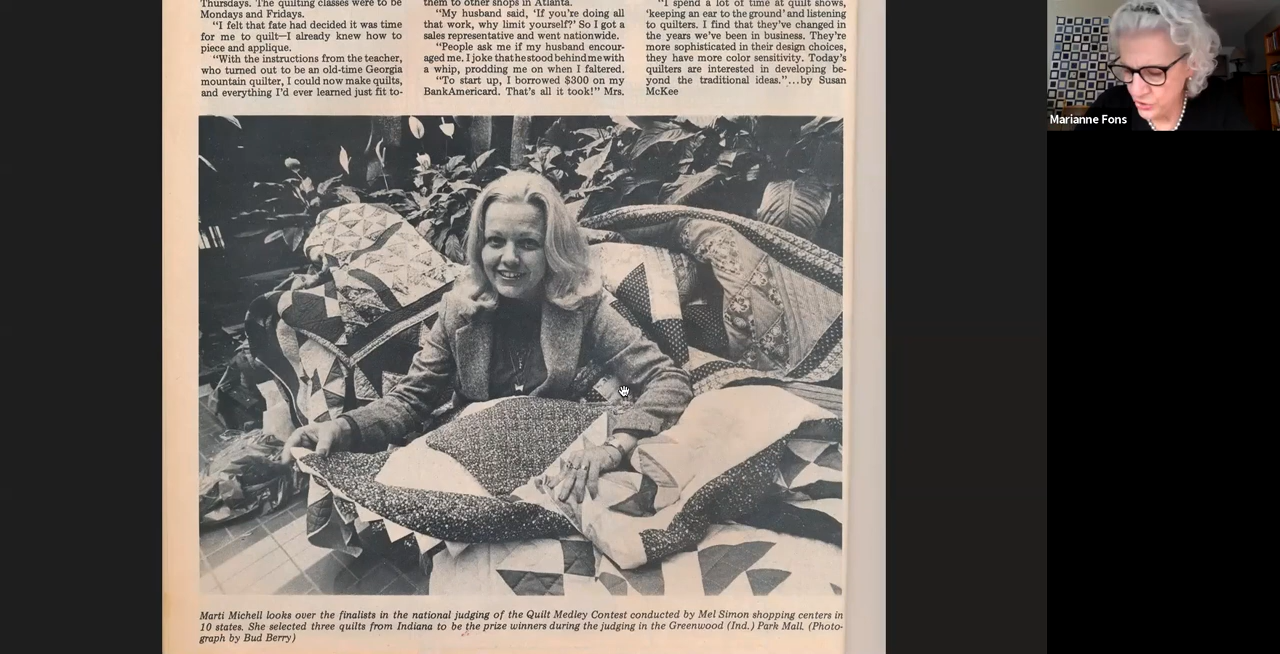 Thursdays. The quilting classes were to be
Mondays and Fridays.
"I felt that fate had decided it was time
for me to quilt—I already knew how to
piece and applique.
"With the instructions from the teacher,
who turned out to be an old-time Georgia
mountain quilter, I could now make quilts,
and everything I'd ever learned just fit to-
them to other shops in Atlanta.
"My husband said, 'If you're doing all
that work, why limit yourself?' So I got a
sales representative and went nationwide.
"People ask me if my husband encour-
aged me. I joke that he stood behind me with
a whip, prodding me on when I faltered.
"To start up, I borrowed $300 on my
BankAmericard. That's all it took!" Mrs.
"I spend a lot of time at quilt shows,
'keeping an ear to the ground' and listening
to quilters. I find that they've changed in
the years we've been in business. They're
more sophisticated in their design choices,
they have more color sensitivity. Today's
quilters are interested in developing be-
yond the traditional ideas."...by Susan
McKee
Marti Michell looks over the finalists in the national judging of the Quilt Medley Contest conducted by Mel Simon shopping centers in
10 states. She selected three quilts from Indiana to be the prize winners during the judging in the Greenwood (Ind.) Park Mall. (Photo-
graph by Bud Berry)
Marianne Fons